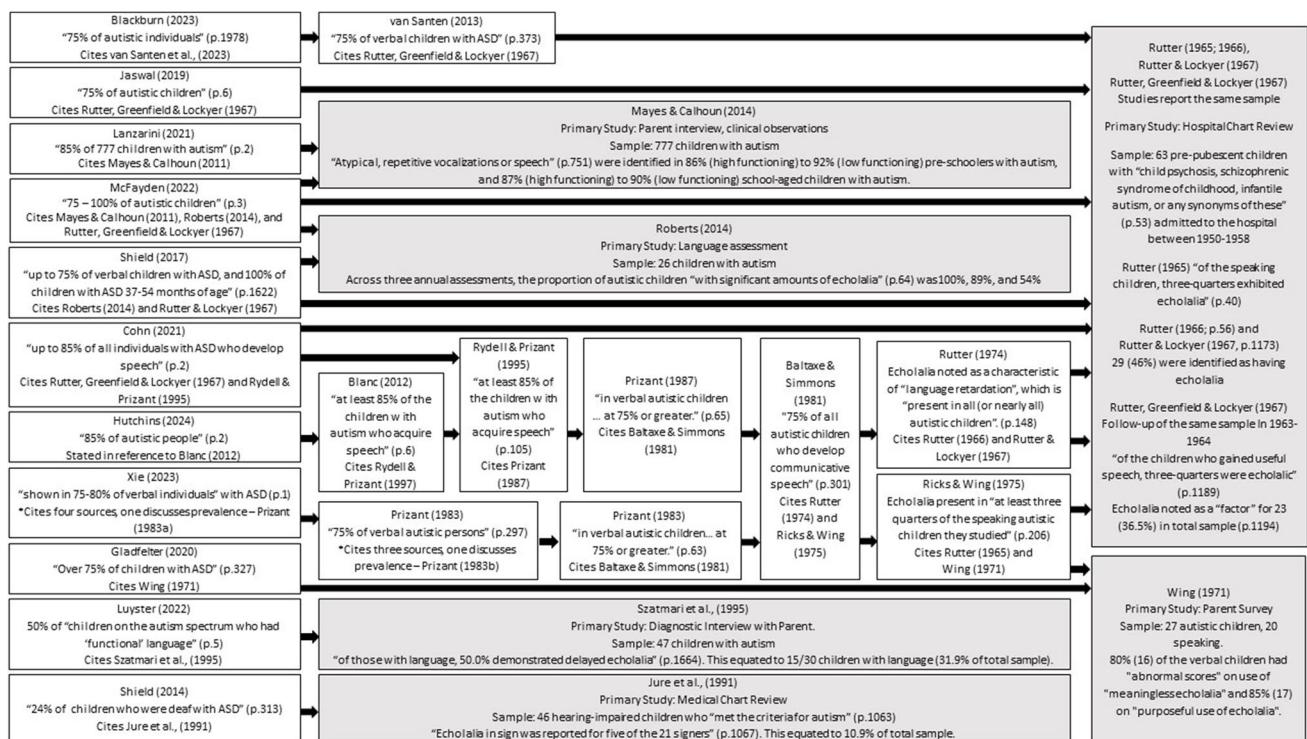 Blackburn (2023)
"75% of autistic individuals" (p.1978)
Cites van Santen et al., (2023)
van Santen (2013)
"75% of verbal children with ASD" (p.373)
Cites Rutter, Greenfield & Lockyer (1967)
Jaswal (2019)
"75% of autistic children" (p.6)
Cites Rutter, Greenfield & Lockyer (1967)
Lanzarini (2021)
"85% of 777 children with autism" (p.2)
Cites Mayes & Calhoun (2011)
McFayden (2022)
"75 – 100% of autistic children" (p.3)
Cites Mayes & Calhoun (2011), Roberts (2014), and
Rutter, Greenfield & Lockyer (1967)
Mayes & Calhoun (2014)
Primary Study: Parent interview, clinical observations
Sample: 777 children with autism
"Atypical, repetitive vocalizations or speech" (p.751) were identified in 86% (high functioning) to 92% (low functioning) pre-schoolers with autism,
and 87% (high functioning) to 90% (low functioning) school-aged children with autism.
Shield (2017)
"up to 75% of verbal children with ASD, and 100% of
children with ASD 37-54 months of age" (p.1622)
Cites Roberts (2014) and Rutter & Lockyer (1967)
Roberts (2014)
Primary Study: Language assessment
Sample: 26 children with autism
Across three annual assessments, the proportion of autistic children "with significant amounts of echolalia" (p.64) was 100%, 89%, and 54%
Cohn (2021)
"up to 85% of all individuals with ASD who develop
speech" (p.2)
Cites Rutter, Greenfield & Lockyer (1967) and Rydell &
Prizant (1995)
Hutchins (2024)
"85% of autistic people" (p.2)
Stated in reference to Blanc (2012)
Blanc (2012)
"at least 85% of the
children with
autism who acquire
speech" (p.6)
Cites Rydell &
Prizant (1997)
Rydell & Prizant
(1995)
"at least 85% of
the children with
autism who
acquire speech"
(p.105)
Cites Prizant
(1987)
Prizant (1987)
"in verbal autistic children
... at 75% or greater." (p.65)
Cites Baltaxe & Simmons
(1981)
Baltaxe &
Simmons
(1981)
"75% of all
autistic children
who develop
communicative
speech" (p.301)
Cites Rutter
(1974) and
Ricks & Wing
(1975)
Rutter (1974)
Echolalia noted as a characteristic
of "language retardation", which is
"present in all (or nearly all)
autistic children". (p.148)
Cites Rutter (1966) and Rutter &
Lockyer (1967)
Ricks & Wing (1975)
Echolalia present in "at least three
quarters of the speaking autistic
children they studied" (p.206)
Cites Rutter (1965) and
Wing (1971)
Xie (2023)
"shown in 75-80% of verbal individuals" with ASD (p.1)
*Cites four sources, one discusses prevalence – Prizant
(1983a)
Prizant (1983)
"75% of verbal autistic persons" (p.297)
*Cites three sources, one discusses
prevalence – Prizant (1983b)
Prizant (1983)
"in verbal autistic children... at
75% or greater." (p.63)
Cites Baltaxe & Simmons (1981)
Gladfelter (2020)
"Over 75% of children with ASD" (p.327)
Cites Wing (1971)
Luyster (2022)
50% of "children on the autism spectrum who had
'functional' language" (p.5)
Cites Szatmari et al., (1995)
Szatmari et al., (1995)
Primary Study: Diagnostic Interview with Parent.
Sample: 47 children with autism
"of those with language, 50.0% demonstrated delayed echolalia" (p.1664). This equated to 15/30 children with language (31.9% of total sample).
Shield (2014)
"24% of children who were deaf with ASD" (p.313)
Cites Jure et al., (1991)
Jure et al., (1991)
Primary Study: Medical Chart Review
Sample: 46 hearing-impaired children who "met the criteria for autism" (p.1063)
"Echolalia in sign was reported for five of the 21 signers" (p.1067). This equated to 10.9% of total sample.
Rutter (1965; 1966),
Rutter & Lockyer (1967)
Rutter, Greenfield & Lockyer (1967)
Studies report the same sample
Primary Study: Hospital Chart Review
Sample: 63 pre-pubescent children
with "child psychosis, schizophrenic
syndrome of childhood, infantile
autism, or any synonyms of these"
(p.53) admitted to the hospital
between 1950-1958
Rutter (1965) "of the speaking
children, three-quarters exhibited
echolalia" (p.40)
Rutter (1966; p.56) and
Rutter & Lockyer (1967, p.1173)
29 (46%) were identified as having
echolalia
Rutter, Greenfield & Lockyer (1967)
Follow-up of the same sample In 1963-
1964
"of the children who gained useful
speech, three-quarters were echolalic"
(p.1189)
Echolalia noted as a "factor" for 23
(36.5%) in total sample (p.1194)
Wing (1971)
Primary Study: Parent Survey
Sample: 27 autistic children, 20
speaking.
80% (16) of the verbal children had
"abnormal scores" on use of
"meaningless echolalia" and 85% (17)
on "purposeful use of echolalia".